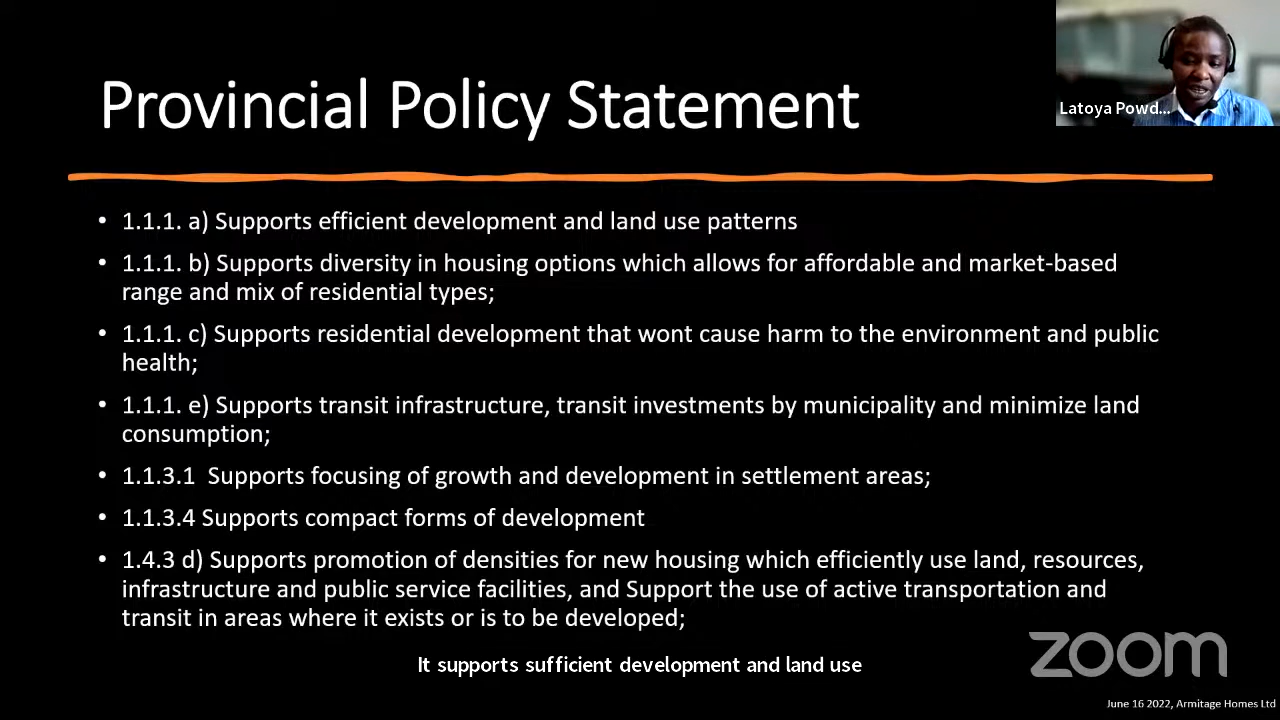 Provincial Policy Statement
Latoya Powd...
• 1.1.1. a) Supports efficient development and land use patterns
• 1.1.1. b) Supports diversity in housing options which allows for affordable and market-based
range and mix of residential types;
• 1.1.1. c) Supports residential development that wont cause harm to the environment and public
health;
• 1.1.1. e) Supports transit infrastructure, transit investments by municipality and minimize land
consumption;
• 1.1.3.1 Supports focusing of growth and development in settlement areas;
• 1.1.3.4 Supports compact forms of development
• 1.4.3 d) Supports promotion of densities for new housing which efficiently use land, resources,
infrastructure and public service facilities, and Support the use of active transportation and
transit in areas where it exists or is to be developed;
It supports sufficient development and land use
zoom
June 16 2022, Armitage Homes Ltd